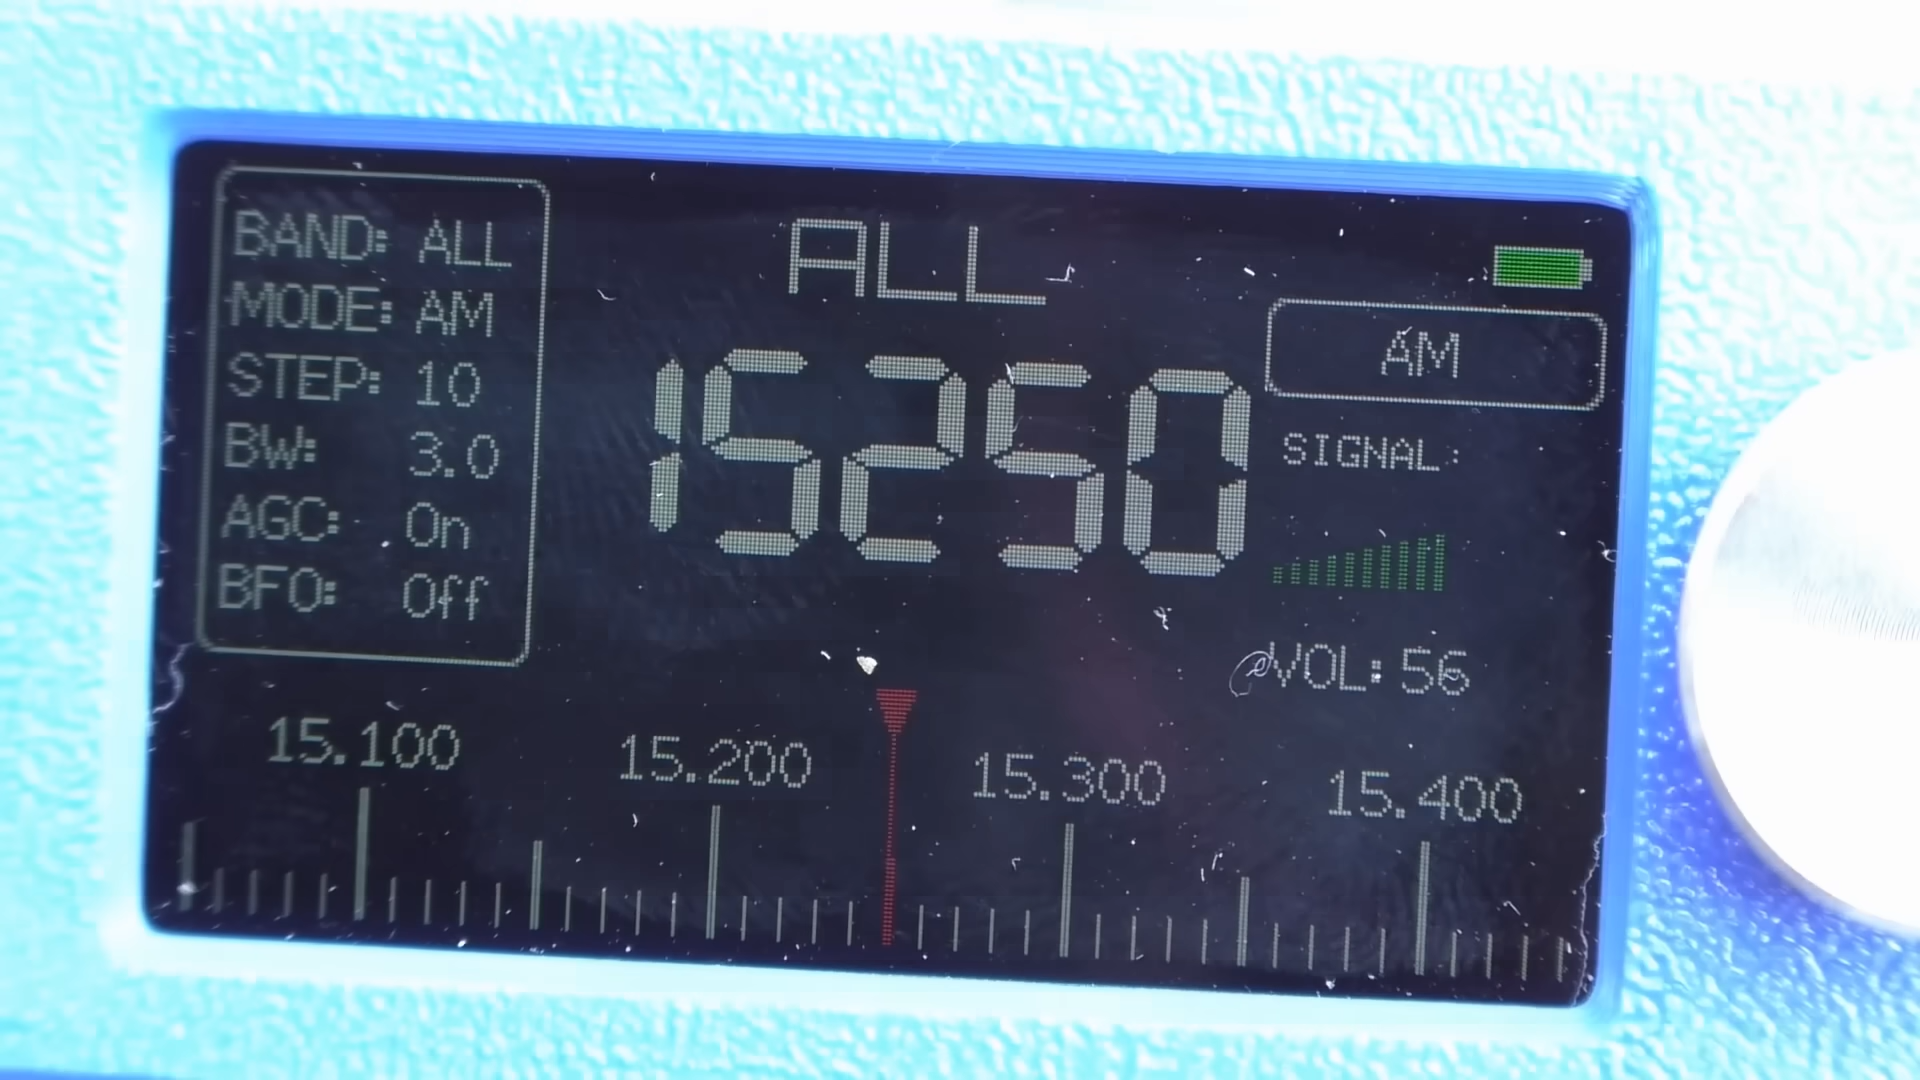 BAND: ALL
MODE: AM
STEP: 10
BW: 3.0
AGC: On
BFO: Off
ALL
15250
AM
SIGNAL:
VOL: 56
15.100 15.200 15.300 15.400